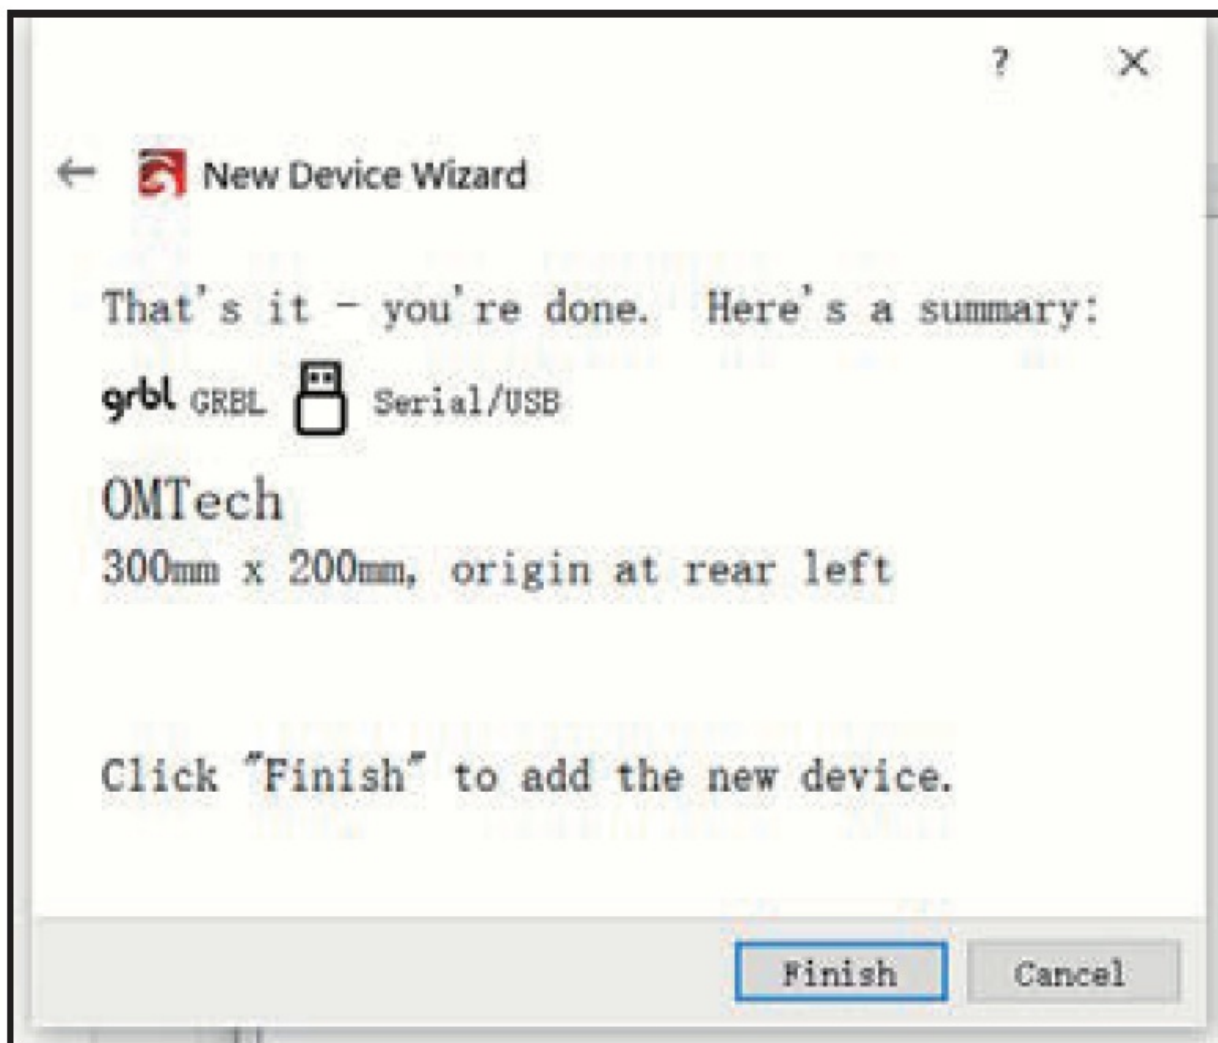 ?
New Device Wizard
That's it - you're done. Here's a summary:
grbl GRBL Serial/USB
OMTech
300mm x 200mm, origin at rear left
Click "Finish" to add the new device.
Finish Cancel